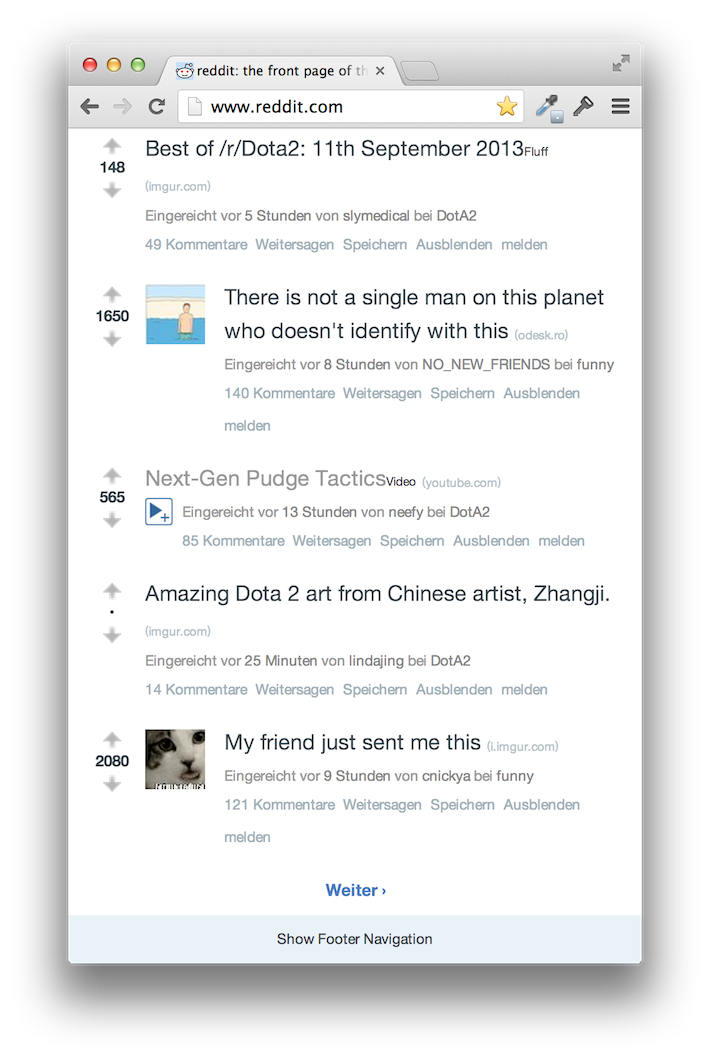 reddit: the front page of th
www.reddit.com
148
Best of /r/Dota2: 11th September 2013Fluff
(imgur.com)
Eingereicht vor 5 Stunden von slymedical bei DotA2
49 Kommentare Weitersagen Speichern Ausblenden melden
1650
There is not a single man on this planet
who doesn't identify with this (odesk.ro)
Eingereicht vor 8 Stunden von NO_NEW_FRIENDS bei funny
140 Kommentare Weitersagen Speichern Ausblenden
melden
565
Next-Gen Pudge TacticsVideo (youtube.com)
Eingereicht vor 13 Stunden von neefy bei DotA2
85 Kommentare Weitersagen Speichern Ausblenden melden
•
Amazing Dota 2 art from Chinese artist, Zhangji.
(imgur.com)
Eingereicht vor 25 Minuten von lindajing bei DotA2
14 Kommentare Weitersagen Speichern Ausblenden melden
2080
My friend just sent me this (i.imgur.com)
Eingereicht vor 9 Stunden von cnickya bei funny
121 Kommentare Weitersagen Speichern Ausblenden
melden
Weiter ›
Show Footer Navigation